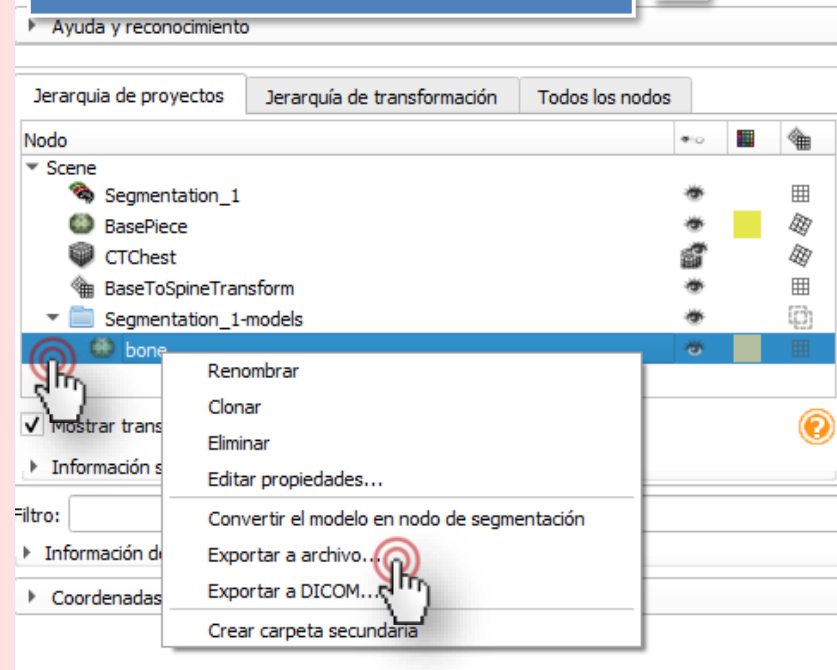 Ayuda y reconocimiento
Jerarquia de proyectos Jerarquía de transformación Todos los nodos
Nodo
Scene
Segmentation_1
BasePiece
CTChest
BaseToSpineTransform
Segmentation_1-models
bone
Renombrar
Clonar
Mostrar trans
Eliminar
Información s
Editar propiedades...
Filtro:
Convertir el modelo en nodo de segmentación
Información de
Exportar a archivo...
Coordenadas
Exportar a DICOM...
Crear carpeta secundaria